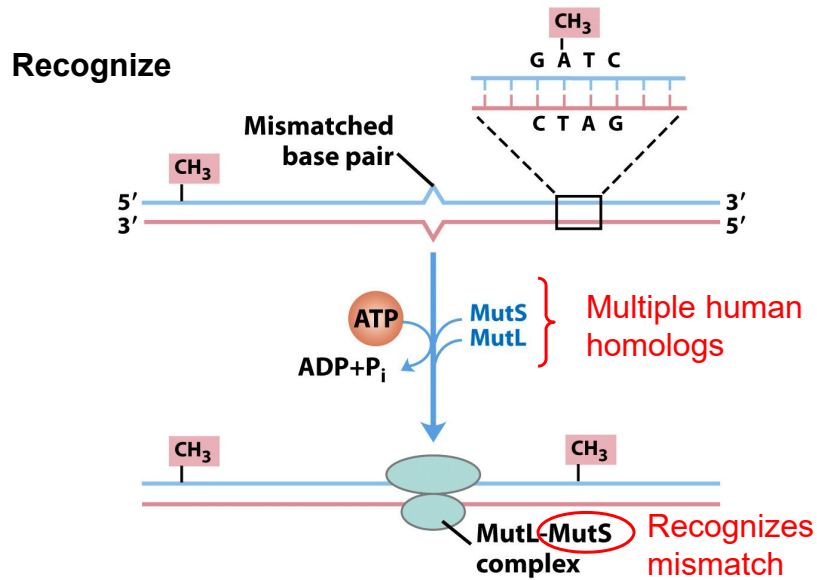 Recognize
CH3
G A T C
C T A G
Mismatched
base pair
CH3
5′ 3′
3′ 5′
ATP
MutS
MutL
ADP+Pi
Multiple human
homologs
CH3
CH3
MutL-MutS
complex
Recognizes
mismatch